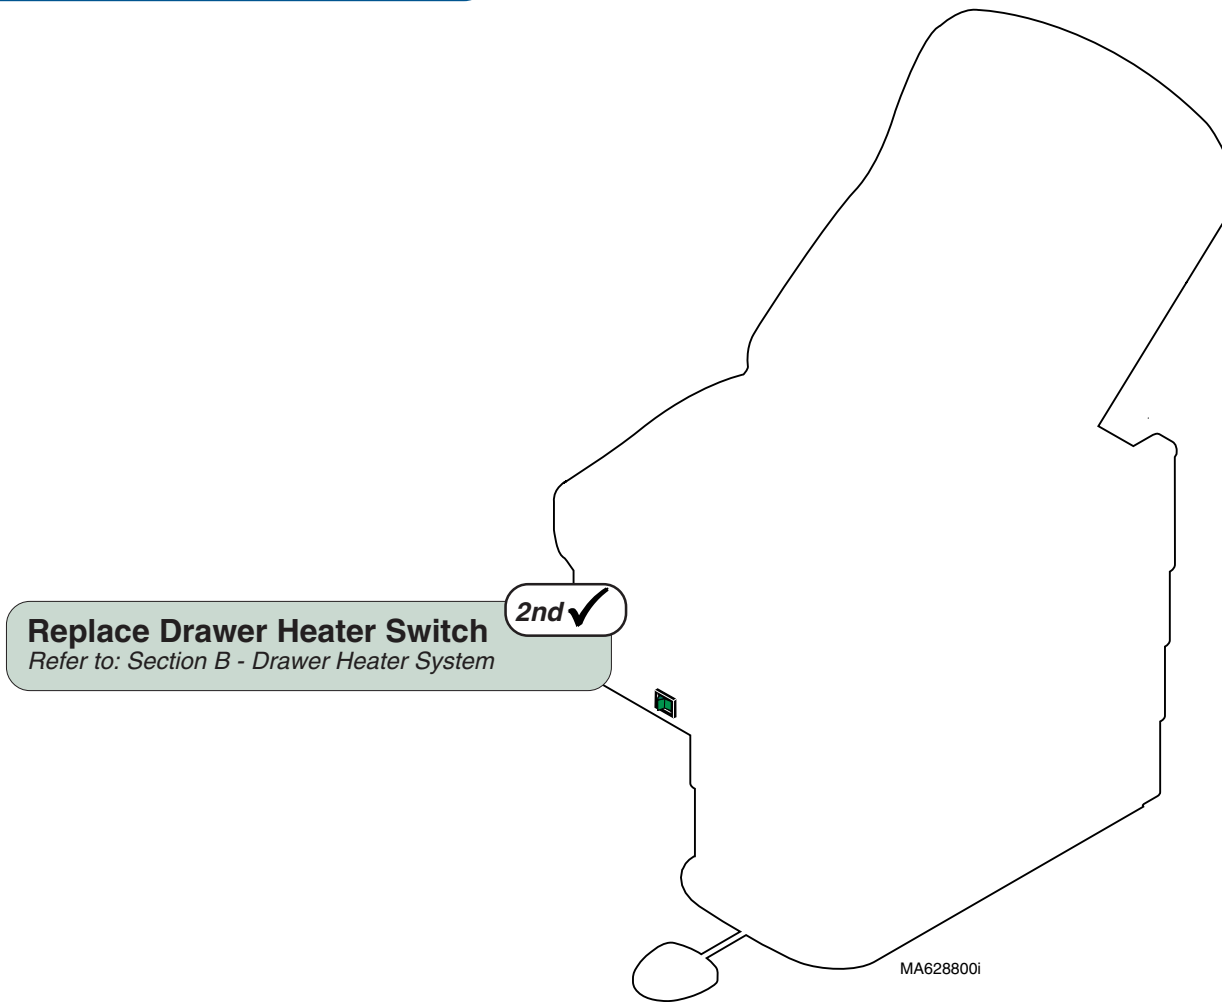 2nd ✓
Replace Drawer Heater Switch
Refer to: Section B - Drawer Heater System
MA628800i